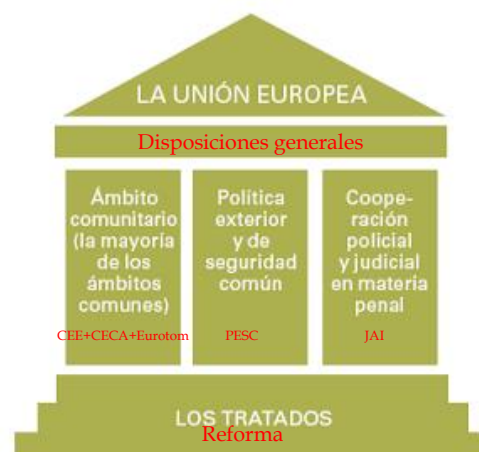 LA UNIÓN EUROPEA
Disposiciones generales
Ámbito
comunitario
(la mayoría
de los
ámbitos
comunes)
CEE+CECA+Eurotom
Política
exterior
y de
seguridad
común
PESC
Coope-
ración
policial
y judicial
en materia
penal
JAI
LOS TRATADOS
Reforma